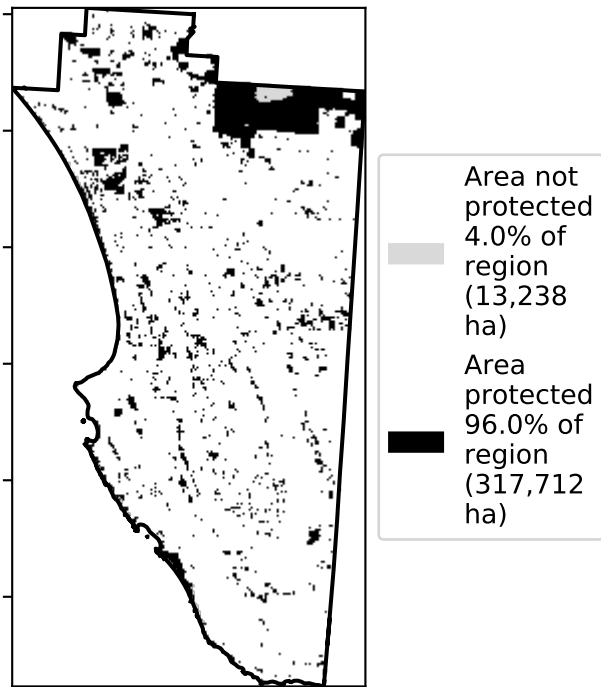 Area not
protected
4.0% of
region
(13,238
ha)
Area
protected
96.0% of
region
(317,712
ha)